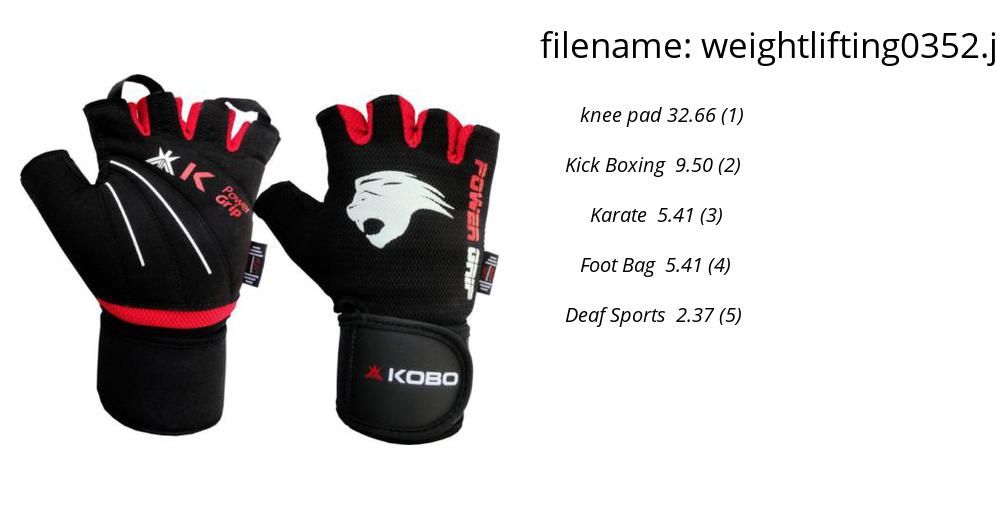 filename: weightlifting0352.j
knee pad 32.66 (1)
Kick Boxing 9.50 (2)
Karate 5.41 (3)
Foot Bag 5.41 (4)
Deaf Sports 2.37 (5)
K
Power
Grip
POWER GRIP
KOBO